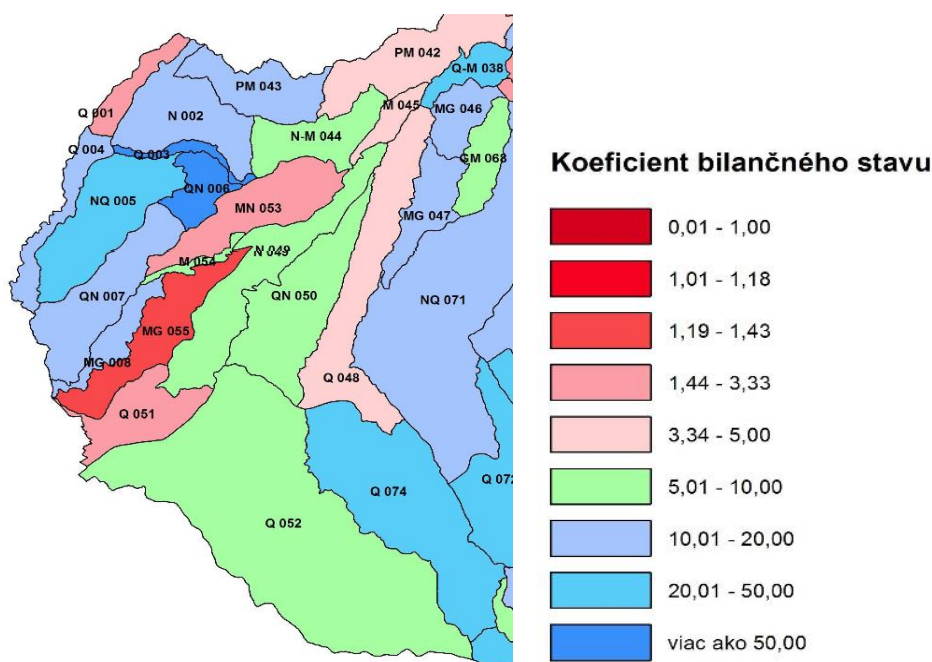 PM 042
Q-M 038
PM 043
M 045
MG 046
Q 001
N 002
N-M 044
Q 004
Q 003
GM 068
QN 006
NQ 005
MN 053
MG 047
M 054
N 049
QN 007
QN 050
NQ 071
MG 055
MG 008
Q 048
Q 051
Q 074
Q 072
Q 052
Koeficient bilančného stavu
0,01 - 1,00
1,01 - 1,18
1,19 - 1,43
1,44 - 3,33
3,34 - 5,00
5,01 - 10,00
10,01 - 20,00
20,01 - 50,00
viac ako 50,00